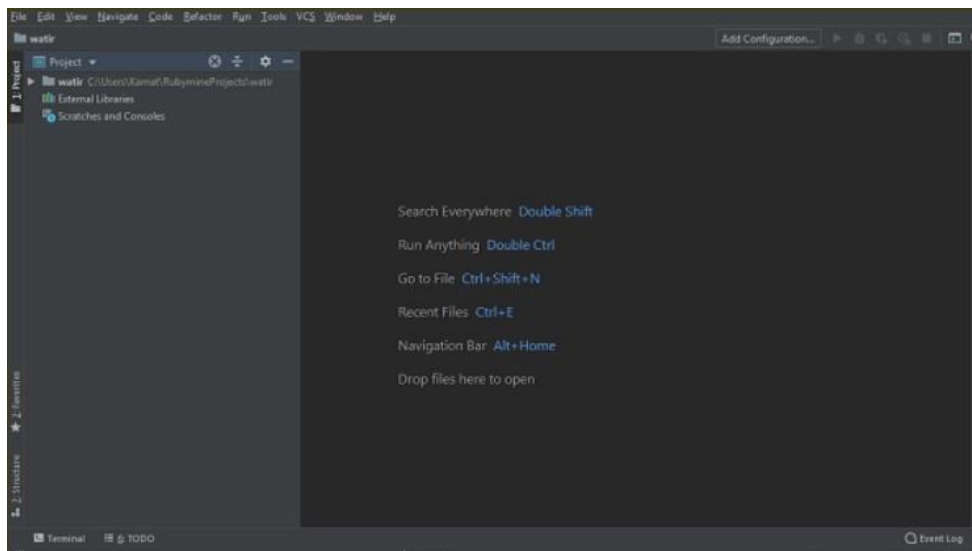 File Edit View Navigate Code Refactor Run Tools VCS Window Help
watir
Add Configuration...
1: Project
Project
watir C:\Users\Kamat\RubymineProjects\watir
External Libraries
Scratches and Consoles
Search Everywhere Double Shift
Run Anything Double Ctrl
Go to File Ctrl+Shift+N
Recent Files Ctrl+E
Navigation Bar Alt+Home
Drop files here to open
2: Favorites
2: Structure
Terminal 6: TODO
Event Log